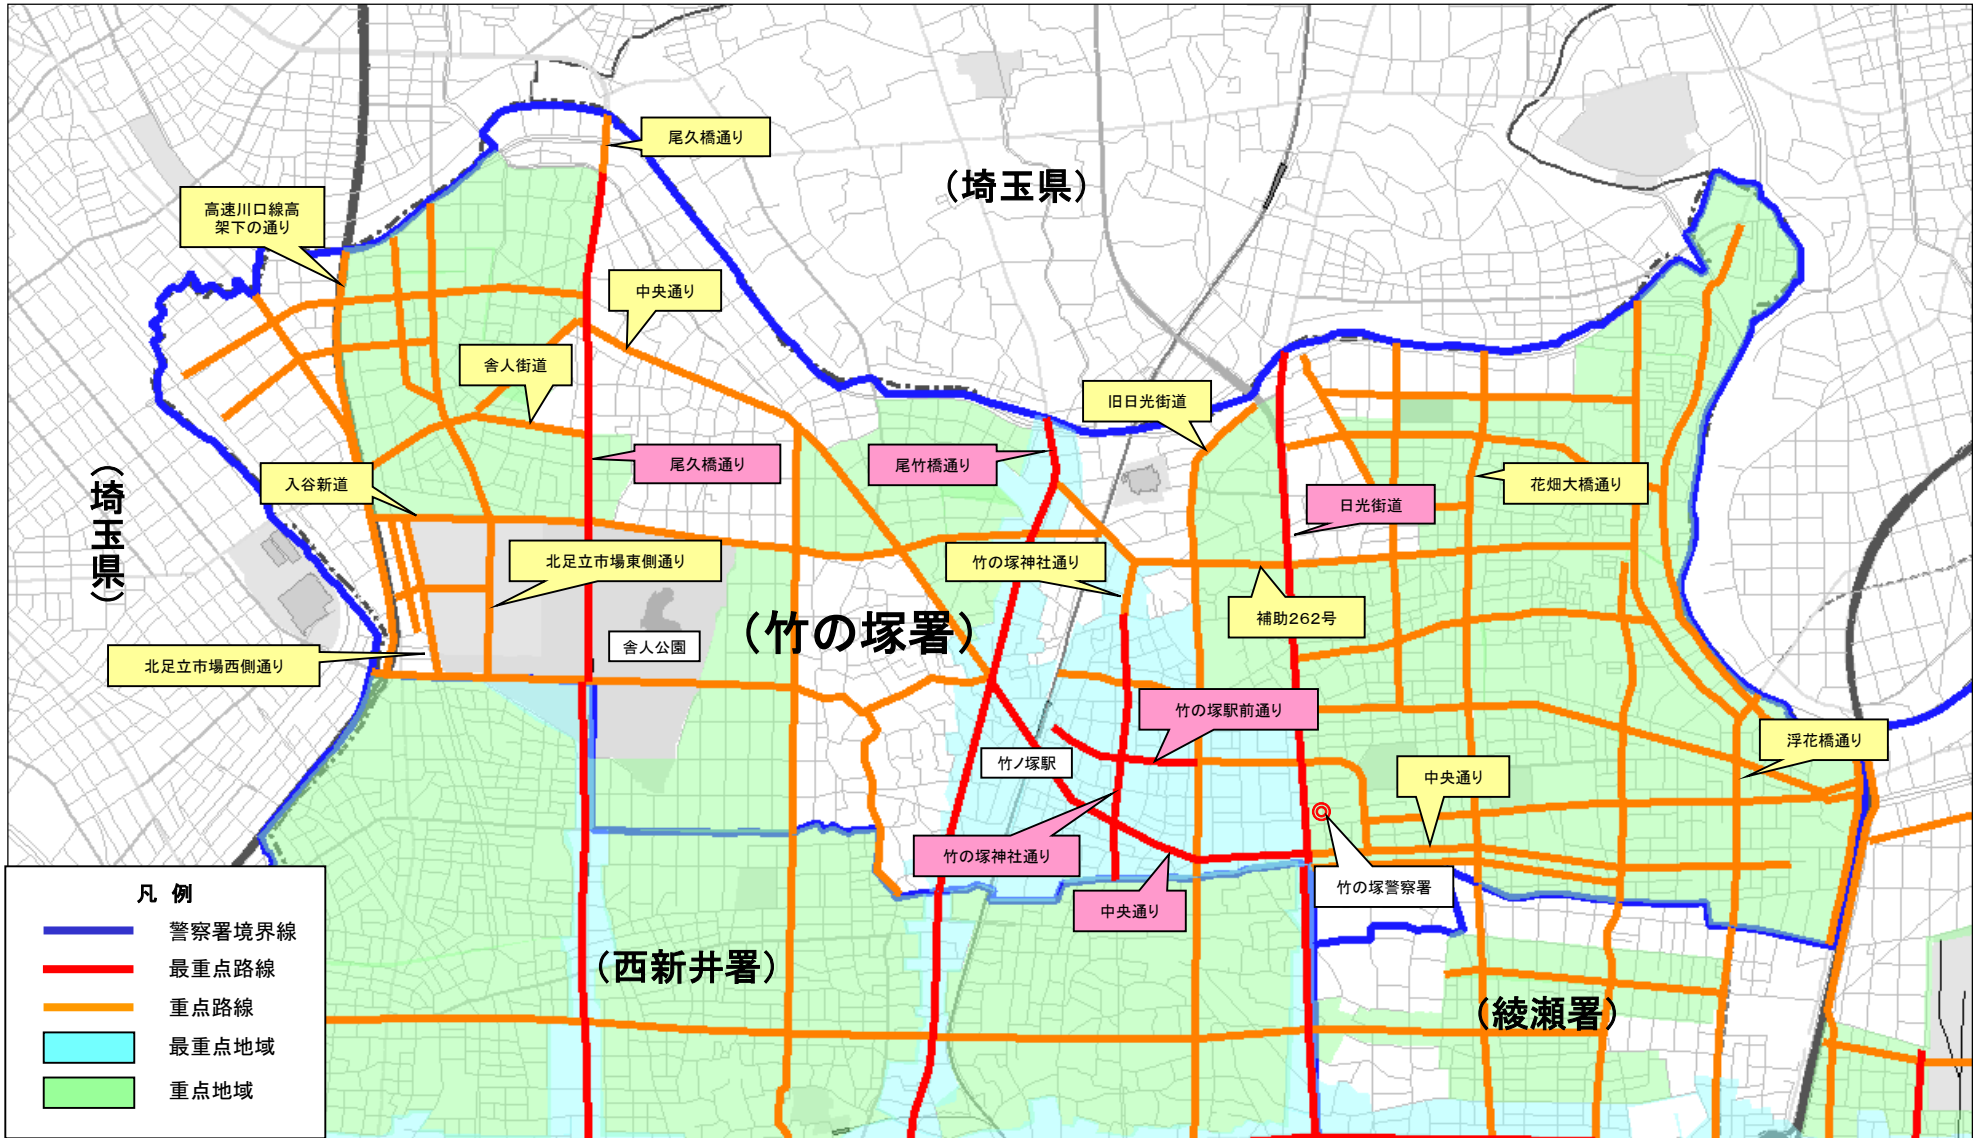 尾久橋通り
(埼玉県)
高速川口線高
架下の通り
中央通り
舎人街道
旧日光街道
尾久橋通り
尾竹橋通り
入谷新道
花畑大橋通り
日光街道
(埼玉県)
北足立市場東側通り
竹の塚神社通り
補助262号
(竹の塚署)
舎人公園
北足立市場西側通り
竹の塚駅前通り
浮花橋通り
竹ノ塚駅
中央通り
竹の塚神社通り
竹の塚警察署
中央通り
凡 例
警察署境界線
最重点路線
重点路線
最重点地域
重点地域
(西新井署)
(綾瀬署)